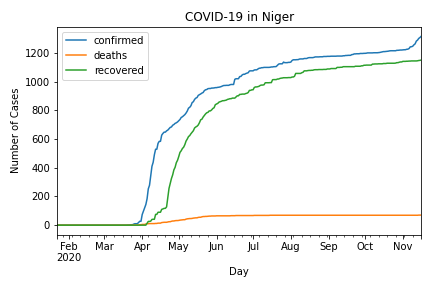 COVID-19 in Niger
confirmed
deaths
recovered
Number of Cases
1200
1000
800
600
400
200
0
Feb Mar Apr May Jun Jul Aug Sep Oct Nov
2020
Day